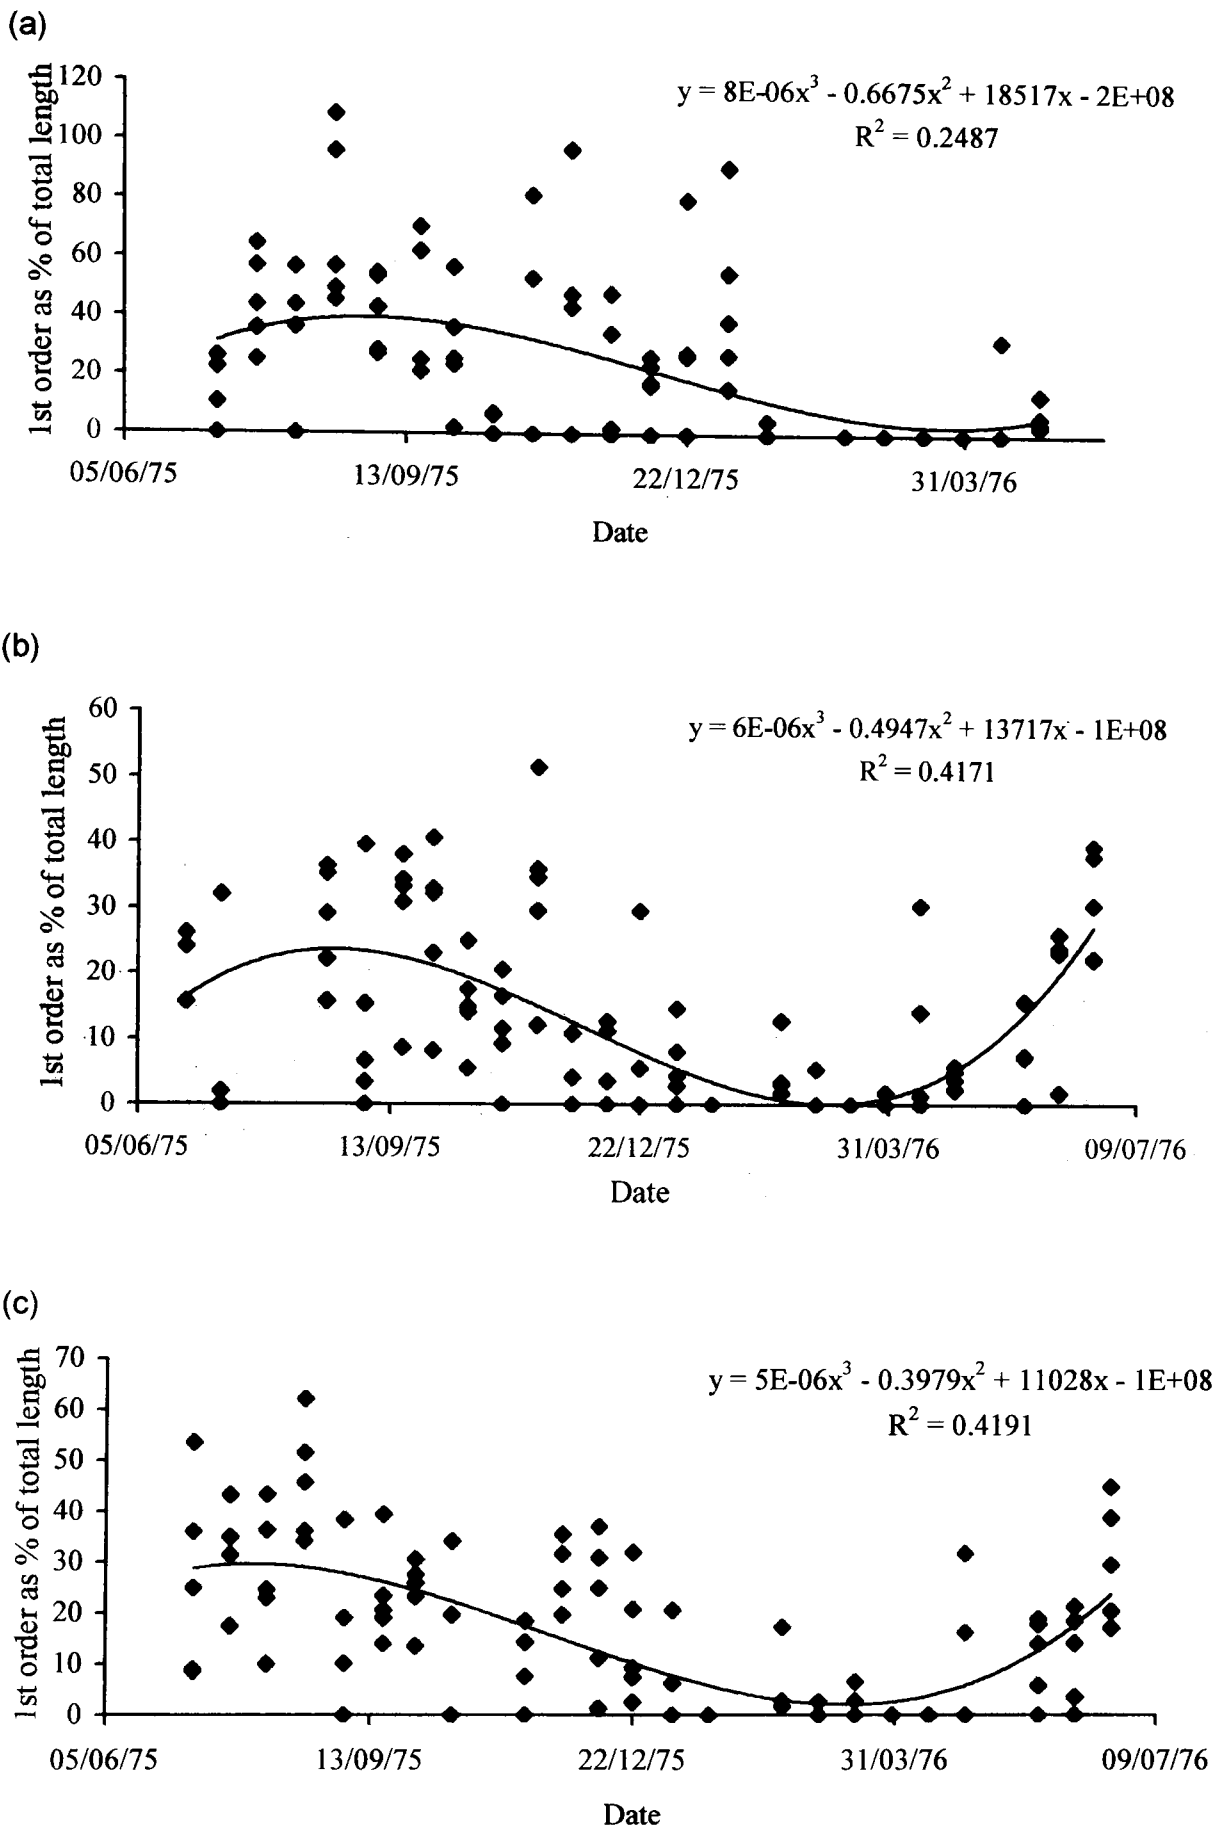 (a)
1st order as % of total length
120
100
80
60
40
20
0
y = 8E-06x³ - 0.6675x² + 18517x - 2E+08
R² = 0.2487
05/06/75 13/09/75 22/12/75 31/03/76
Date
(b)
1st order as % of total length
60
50
40
30
20
10
0
y = 6E-06x³ - 0.4947x² + 13717x - 1E+08
R² = 0.4171
05/06/75 13/09/75 22/12/75 31/03/76 09/07/76
Date
(c)
1st order as % of total length
70
60
50
40
30
20
10
0
y = 5E-06x³ - 0.3979x² + 11028x - 1E+08
R² = 0.4191
05/06/75 13/09/75 22/12/75 31/03/76 09/07/76
Date